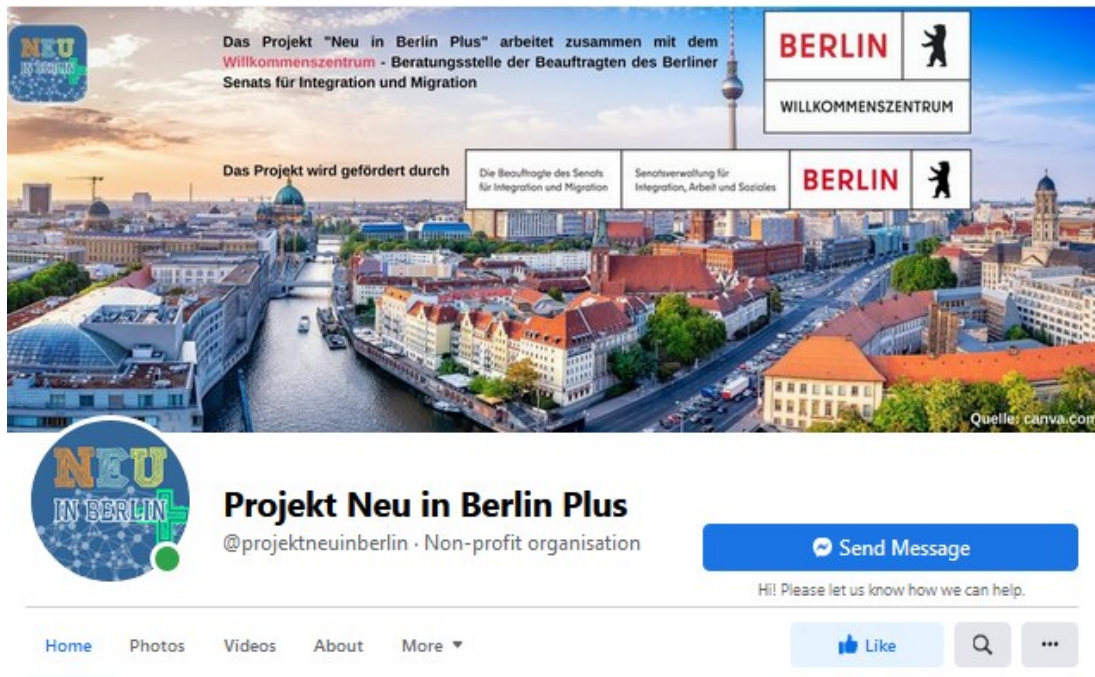 NEU
IN BERLIN
Das Projekt "Neu in Berlin Plus" arbeitet zusammen mit dem
Willkommenszentrum - Beratungsstelle der Beauftragten des Berliner
Senats für Integration und Migration
BERLIN
WILLKOMMENSZENTRUM
Das Projekt wird gefördert durch
Die Beauftragte des Senats
für Integration und Migration
Senatsverwaltung für
Integration, Arbeit und Soziales
BERLIN
Quelle: canva.com
NEU
IN BERLIN
Projekt Neu in Berlin Plus
@projektneuinberlin · Non-profit organisation
Send Message
Hi! Please let us know how we can help.
Home Photos Videos About More
Like